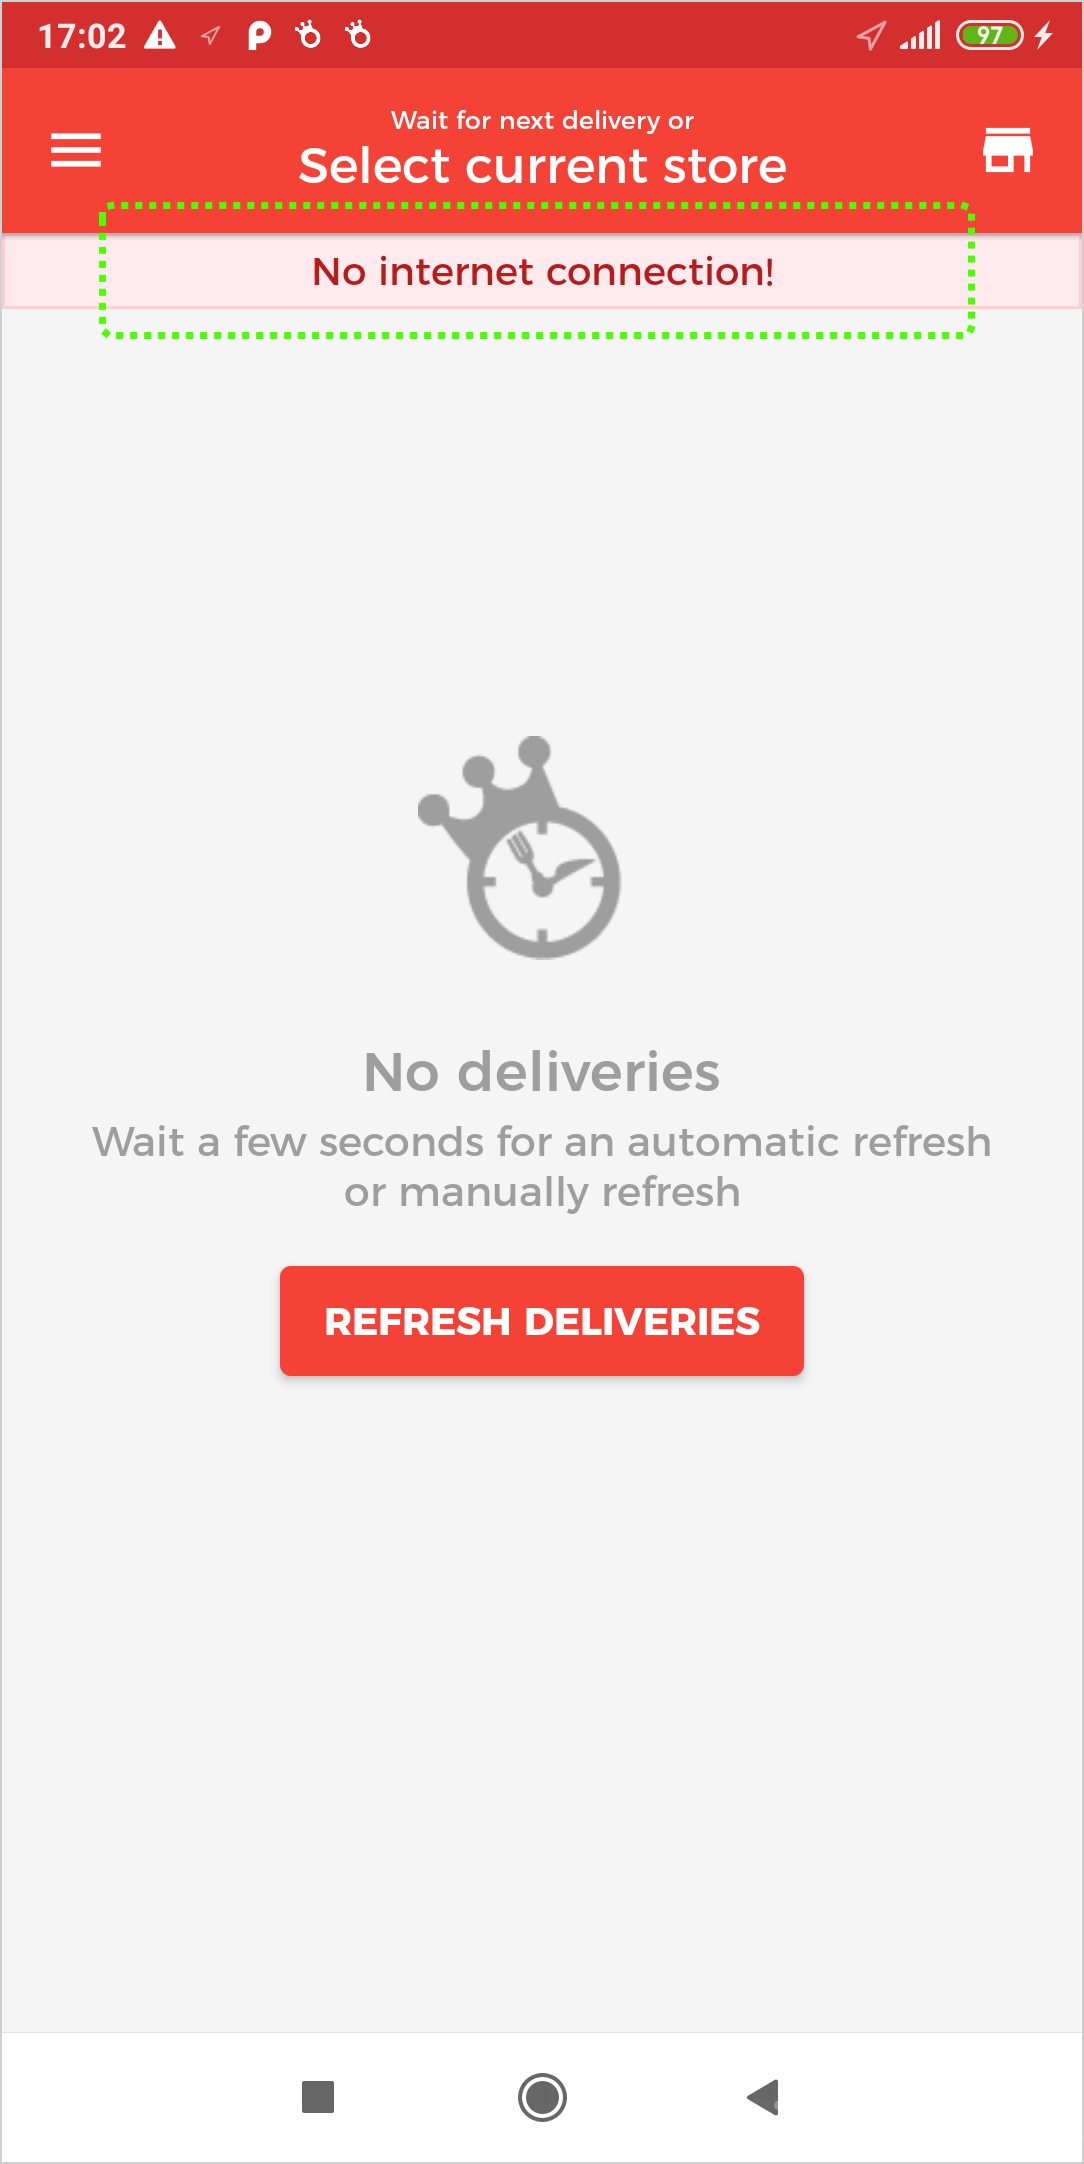 17:02
97
Wait for next delivery or
Select current store
No internet connection!
No deliveries
Wait a few seconds for an automatic refresh
or manually refresh
REFRESH DELIVERIES